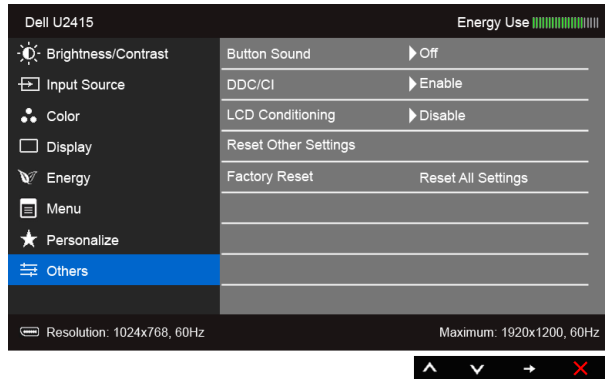 Dell U2415 Energy Use
Brightness/Contrast Button Sound Off
Input Source DDC/CI Enable
Color LCD Conditioning Disable
Display Reset Other Settings
Energy Factory Reset Reset All Settings
Menu
Personalize
Others
Resolution: 1024x768, 60Hz Maximum: 1920x1200, 60Hz